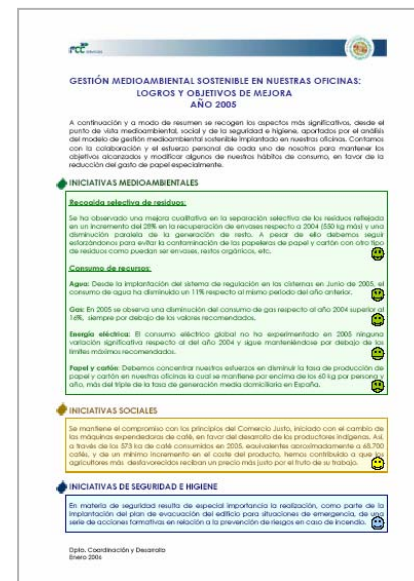 FCC
GESTIÓN MEDIOAMBIENTAL SOSTENIBLE EN NUESTRAS OFICINAS:
LOGROS Y OBJETIVOS DE MEJORA
AÑO 2005
A continuación y a modo de resumen se recogen los aspectos más significativos, desde el
punto de vista medioambiental, social y de la seguridad e higiene, aportados por el análisis
del modelo de gestión medioambiental sostenible implantado en nuestras oficinas. Contamos
con la colaboración y el esfuerzo personal de cada uno de nosotros para mantener los
objetivos alcanzados y modificar algunos de nuestros hábitos de consumo, en favor de la
reducción del gasto de papel especialmente.
INICIATIVAS MEDIOAMBIENTALES
Recogida selectiva de residuos:
Se ha observado una mejora cualitativa en la separación selectiva de los residuos reflejada
en un incremento del 28% en la recuperación de envases respecto a 2004 (550 kg más) y una
disminución paralela de la generación de resto. A pesar de ello debemos seguir
esforzándonos para evitar la contaminación de las papeleras de papel y cartón con otro tipo
de residuos como puedan ser envases, restos orgánicos, etc.
Consumo de recursos:
Agua: Desde la implantación del sistema de regulación en las cisternas en Junio de 2005, el
consumo de agua ha disminuido un 11% respecto al mismo período del año anterior.
Gas: En 2005 se observa una disminución del consumo de gas respecto al año 2004 superior al
16%, siempre por debajo de los valores recomendados.
Energía eléctrica: El consumo eléctrico global no ha experimentado en 2005 ninguna
variación significativa respecto al del año 2004 y sigue manteniéndose por debajo de los
límites máximos recomendados.
Papel y cartón: Debemos concentrar nuestros esfuerzos en disminuir la tasa de producción de
papel y cartón en nuestras oficinas la cual se mantiene por encima de los 60 kg por persona y
año, más del triple de la tasa de generación media domiciliaria en España.
INICIATIVAS SOCIALES
Se mantiene el compromiso con los principios del Comercio Justo, iniciado con el cambio de
las máquinas expendedoras de café, en favor del desarrollo de los productores indígenas. Así,
a través de los 573 kg de café consumidos en 2005, equivalentes aproximadamente a 65.700
cafés, y de un mínimo incremento en el coste del producto, hemos contribuido a que los
agricultores más desfavorecidos reciban un precio más justo por el fruto de su trabajo.
INICIATIVAS DE SEGURIDAD E HIGIENE
En materia de seguridad resulta de especial importancia la realización, como parte de la
implantación del plan de evacuación del edificio para situaciones de emergencia, de una
serie de acciones formativas en relación a la prevención de riesgos en caso de incendio.
Dpto. Coordinación y Desarrollo
Enero 2006